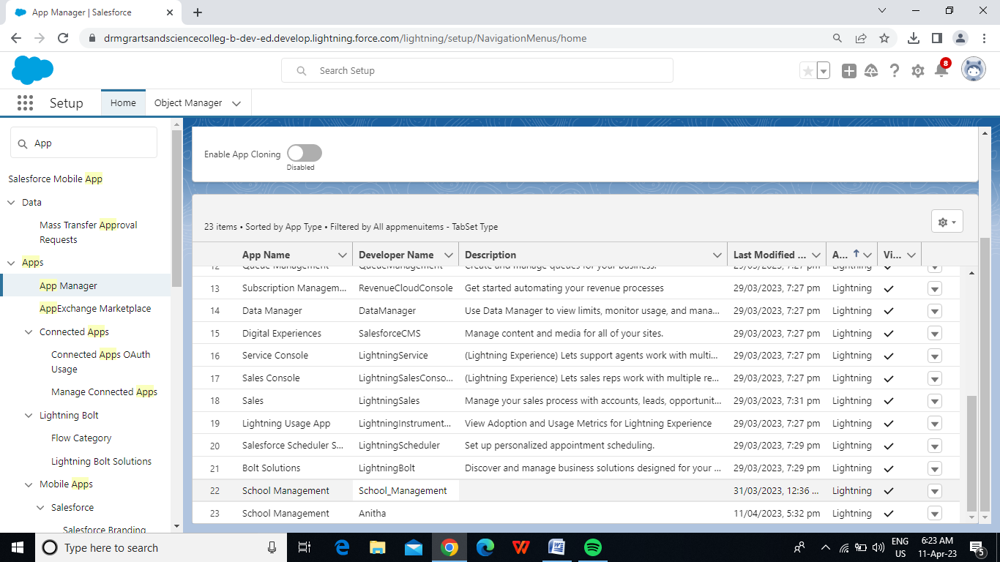 App Manager | Salesforce
drmgrartsandsciencecolleg-b-dev-ed.develop.lightning.force.com/lightning/setup/NavigationMenus/home
Search Setup
8
Setup
Home
Object Manager
App
Salesforce Mobile App
Data
Mass Transfer Approval
Requests
Apps
App Manager
AppExchange Marketplace
Connected Apps
Connected Apps OAuth
Usage
Manage Connected Apps
Lightning Bolt
Flow Category
Lightning Bolt Solutions
Mobile Apps
Salesforce
Salesforce Branding
Enable App Cloning
Disabled
23 items • Sorted by App Type • Filtered by All appmenuitems - TabSet Type
App Name Developer Name Description Last Modified ... A... Vi...
12 Queue Management QueueManagement Create and manage queues for your business. 29/03/2023, 7:27 pm Lightning
13 Subscription Managem... RevenueCloudConsole Get started automating your revenue processes 29/03/2023, 7:27 pm Lightning
14 Data Manager DataManager Use Data Manager to view limits, monitor usage, and mana... 29/03/2023, 7:27 pm Lightning
15 Digital Experiences SalesforceCMS Manage content and media for all of your sites. 29/03/2023, 7:27 pm Lightning
16 Service Console LightningService (Lightning Experience) Lets support agents work with multi... 29/03/2023, 7:27 pm Lightning
17 Sales Console LightningSalesConso... (Lightning Experience) Lets sales reps work with multiple re... 29/03/2023, 7:27 pm Lightning
18 Sales LightningSales Manage your sales process with accounts, leads, opportunit... 29/03/2023, 7:31 pm Lightning
19 Lightning Usage App LightningInstrument... View Adoption and Usage Metrics for Lightning Experience 29/03/2023, 7:27 pm Lightning
20 Salesforce Scheduler S... LightningScheduler Set up personalized appointment scheduling. 29/03/2023, 7:29 pm Lightning
21 Bolt Solutions LightningBolt Discover and manage business solutions designed for your ... 29/03/2023, 7:29 pm Lightning
22 School Management School_Management 31/03/2023, 12:36 ... Lightning
23 School Management Anitha 11/04/2023, 5:32 pm Lightning
Type here to search
ENG
US
6:23 AM
11-Apr-23
5